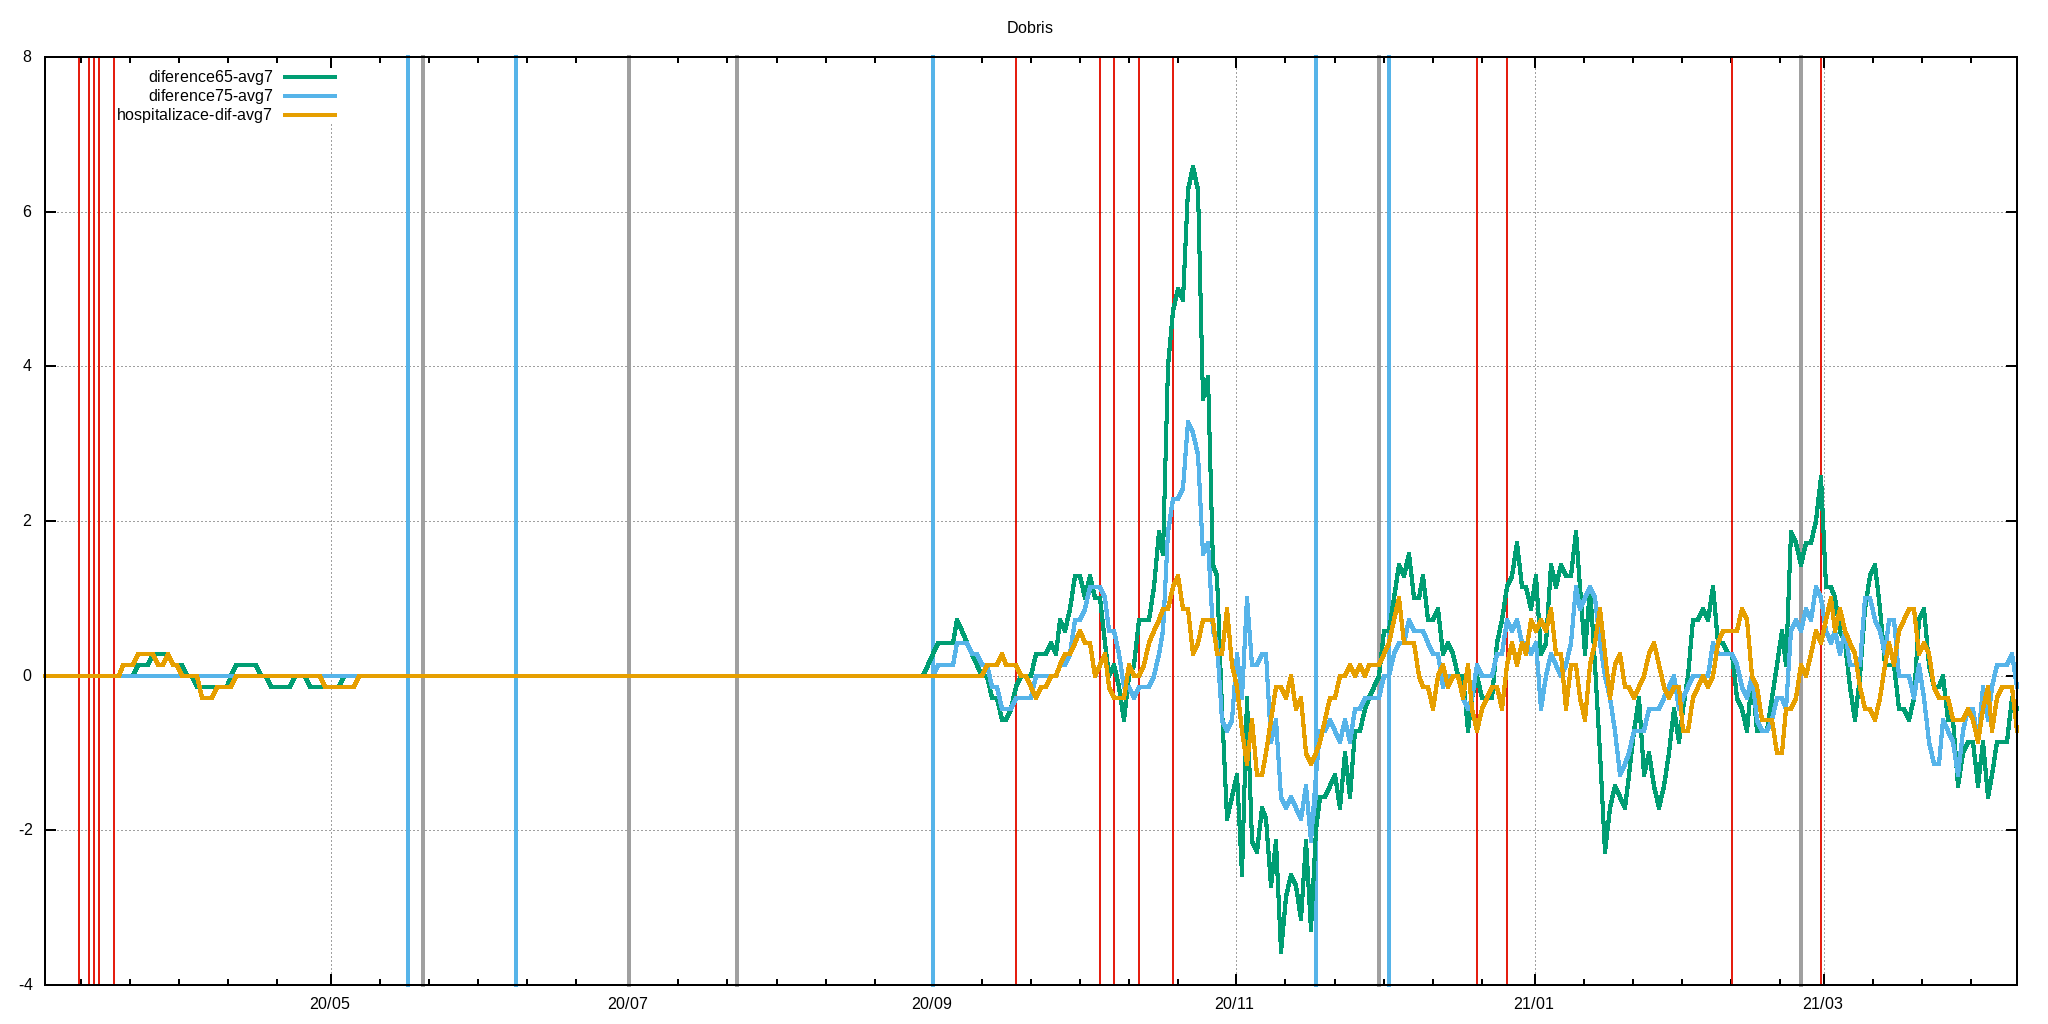 Dobris
8
diference65-avg7
diference75-avg7
hospitalizace-dif-avg7
6
4
2
0
-2
-4
20/05 20/07 20/09 20/11 21/01 21/03